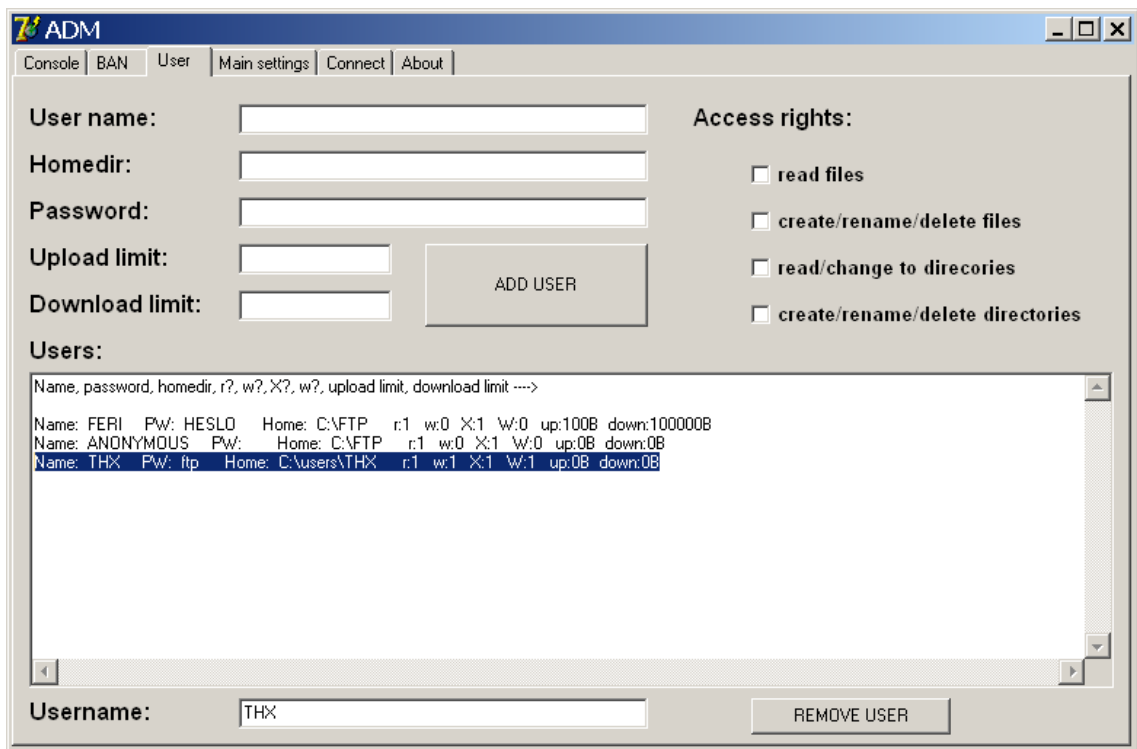 ADM
Console BAN User Main settings Connect About
User name:
Access rights:
Homedir:
read files
Password:
create/rename/delete files
Upload limit:
ADD USER
read/change to direcories
Download limit:
create/rename/delete directories
Users:
Name, password, homedir, r?, w?, X?, w?, upload limit, download limit ---->
Name: FERI PW: HESLO Home: C:\FTP r:1 w:0 X:1 W:0 up:100B down:100000B
Name: ANONYMOUS PW: Home: C:\FTP r:1 w:0 X:1 W:0 up:0B down:0B
Name: THX PW: ftp Home: C:\users\THX r:1 w:1 X:1 W:1 up:0B down:0B
Username: THX REMOVE USER